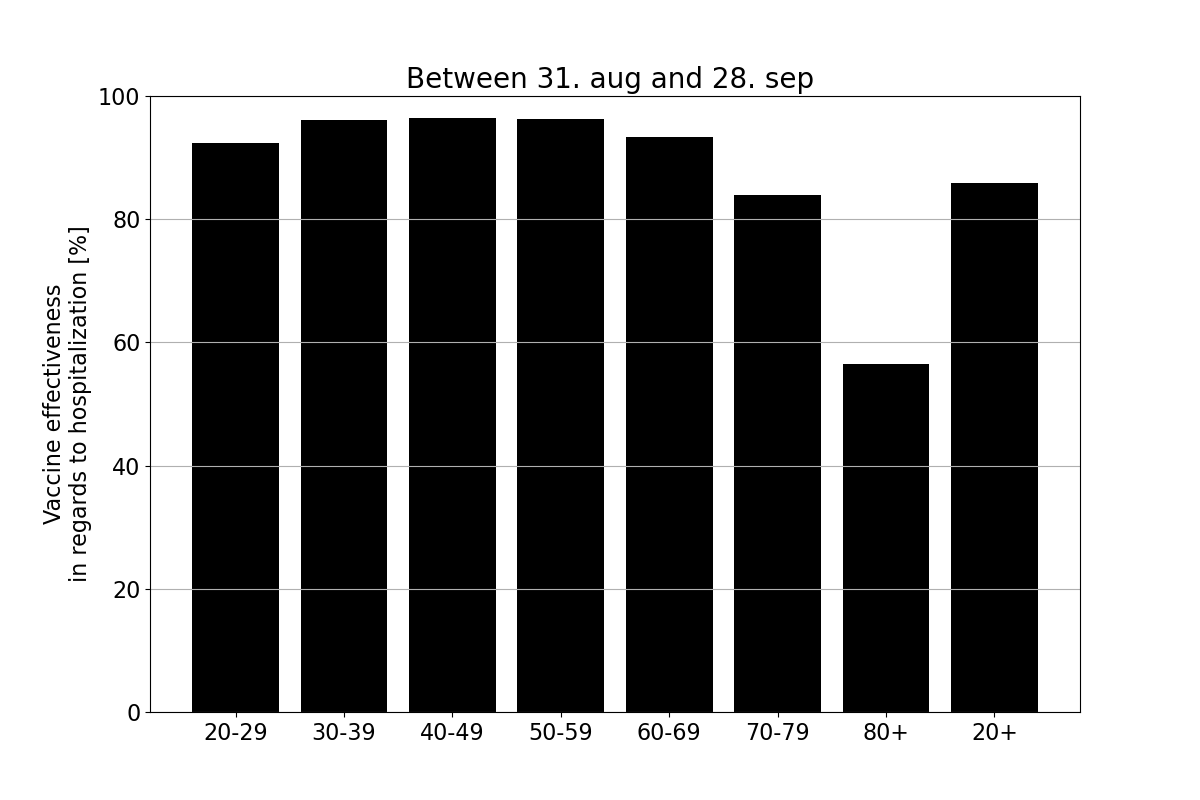 Between 31. aug and 28. sep
Vaccine effectiveness
in regards to hospitalization [%]
100
80
60
40
20
0
20-29 30-39 40-49 50-59 60-69 70-79 80+ 20+